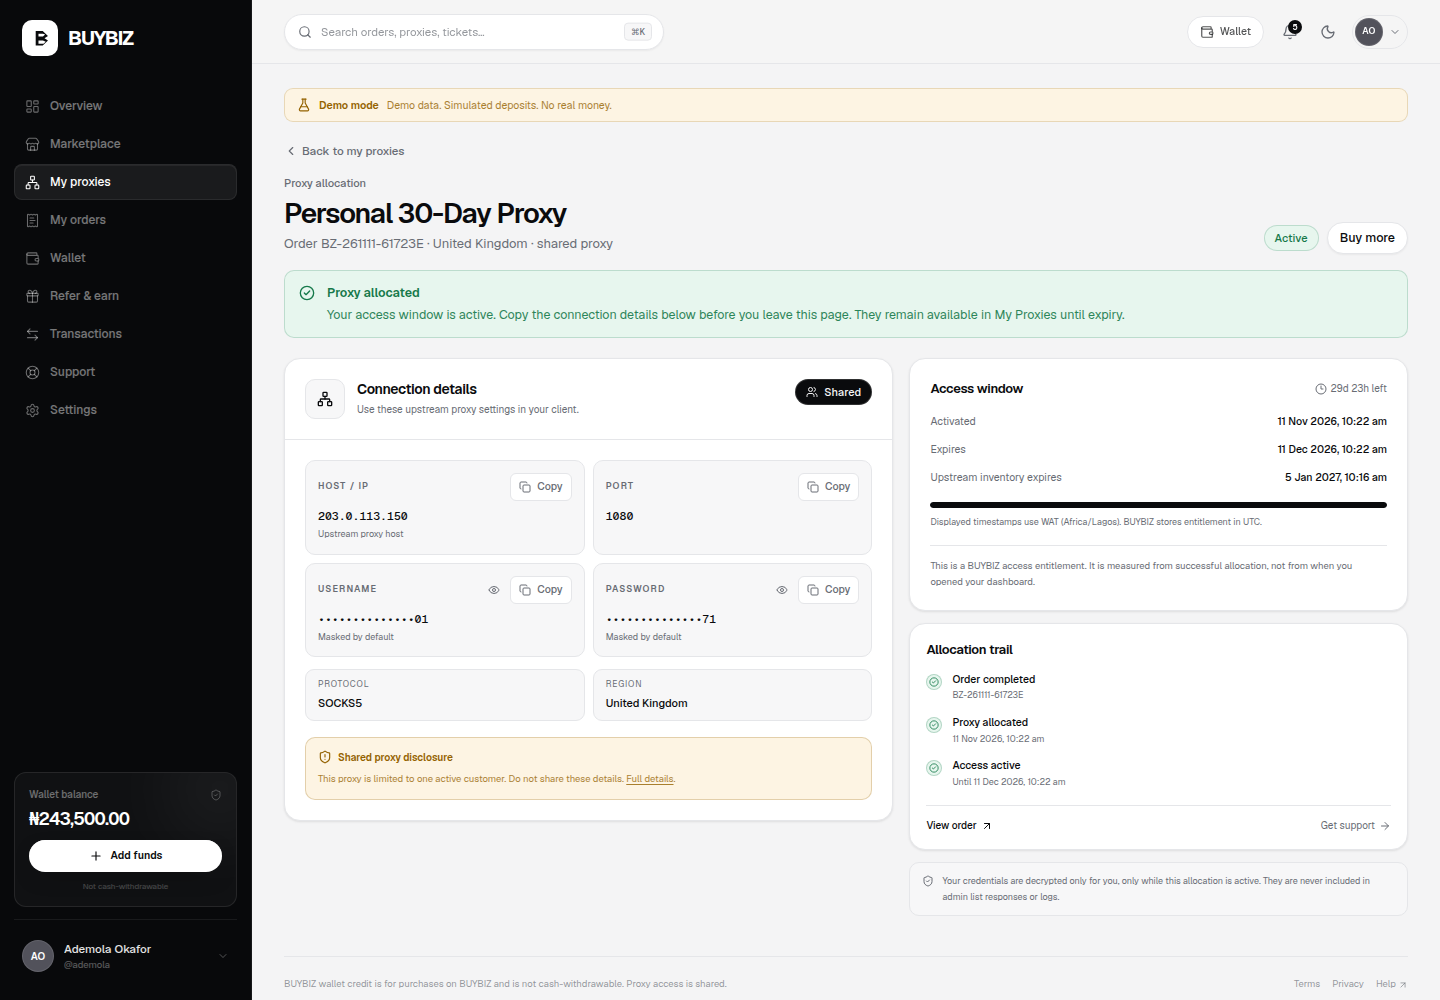 BUYBIZ
Search orders, proxies, tickets...
⌘K
Wallet
5
AO
Overview
Marketplace
My proxies
My orders
Wallet
Refer & earn
Transactions
Support
Settings
Wallet balance
₦243,500.00
Add funds
Not cash-withdrawable
AO
Ademola Okafor
@ademola
Demo mode Demo data. Simulated deposits. No real money.
Back to my proxies
Proxy allocation
Personal 30-Day Proxy
Order BZ-261111-61723E · United Kingdom · shared proxy
Active
Buy more
Proxy allocated
Your access window is active. Copy the connection details below before you leave this page. They remain available in My Proxies until expiry.
Connection details
Use these upstream proxy settings in your client.
Shared
HOST / IP
Copy
203.0.113.150
Upstream proxy host
PORT
Copy
1080
USERNAME
Copy
••••••••••••••01
Masked by default
PASSWORD
Copy
••••••••••••••71
Masked by default
PROTOCOL
SOCKS5
REGION
United Kingdom
Shared proxy disclosure
This proxy is limited to one active customer. Do not share these details. Full details.
Access window
29d 23h left
Activated
11 Nov 2026, 10:22 am
Expires
11 Dec 2026, 10:22 am
Upstream inventory expires
5 Jan 2027, 10:16 am
Displayed timestamps use WAT (Africa/Lagos). BUYBIZ stores entitlement in UTC.
This is a BUYBIZ access entitlement. It is measured from successful allocation, not from when you
opened your dashboard.
Allocation trail
Order completed
BZ-261111-61723E
Proxy allocated
11 Nov 2026, 10:22 am
Access active
Until 11 Dec 2026, 10:22 am
View order
Get support
Your credentials are decrypted only for you, only while this allocation is active. They are never included in
admin list responses or logs.
BUYBIZ wallet credit is for purchases on BUYBIZ and is not cash-withdrawable. Proxy access is shared.
Terms
Privacy
Help